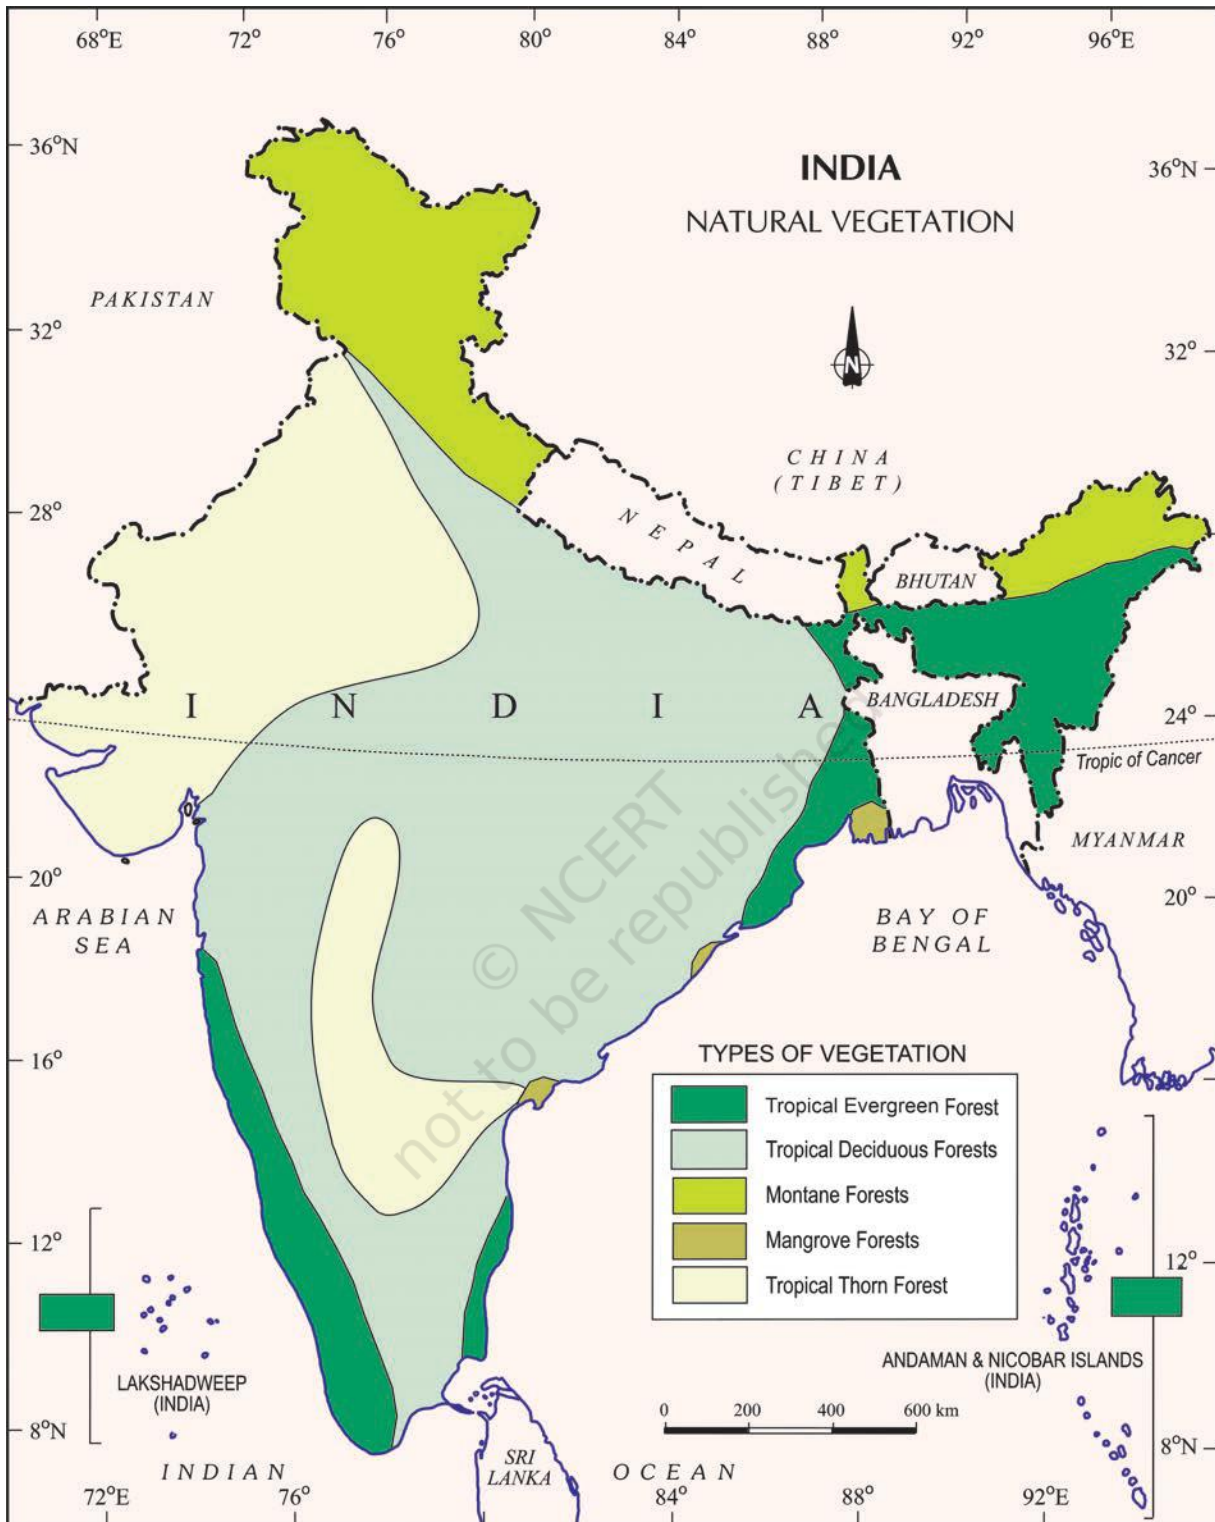 68°E 72° 76° 80° 84° 88° 92° 96°E
36°N
36°N
INDIA
NATURAL VEGETATION
PAKISTAN
32°
32°
N
CHINA
(TIBET)
28°
NEPAL
BHUTAN
I N D I A
BANGLADESH
24°
Tropic of Cancer
MYANMAR
20°
20°
ARABIAN
SEA
BAY OF
BENGAL
© NCERT
not to be republished
16°
TYPES OF VEGETATION
Tropical Evergreen Forest
Tropical Deciduous Forests
Montane Forests
Mangrove Forests
Tropical Thorn Forest
12°
12°
LAKSHADWEEP
(INDIA)
ANDAMAN & NICOBAR ISLANDS
(INDIA)
0 200 400 600 km
8°N
8°N
INDIAN
SRI
LANKA
OCEAN
72°E 76° 84° 88° 92°E